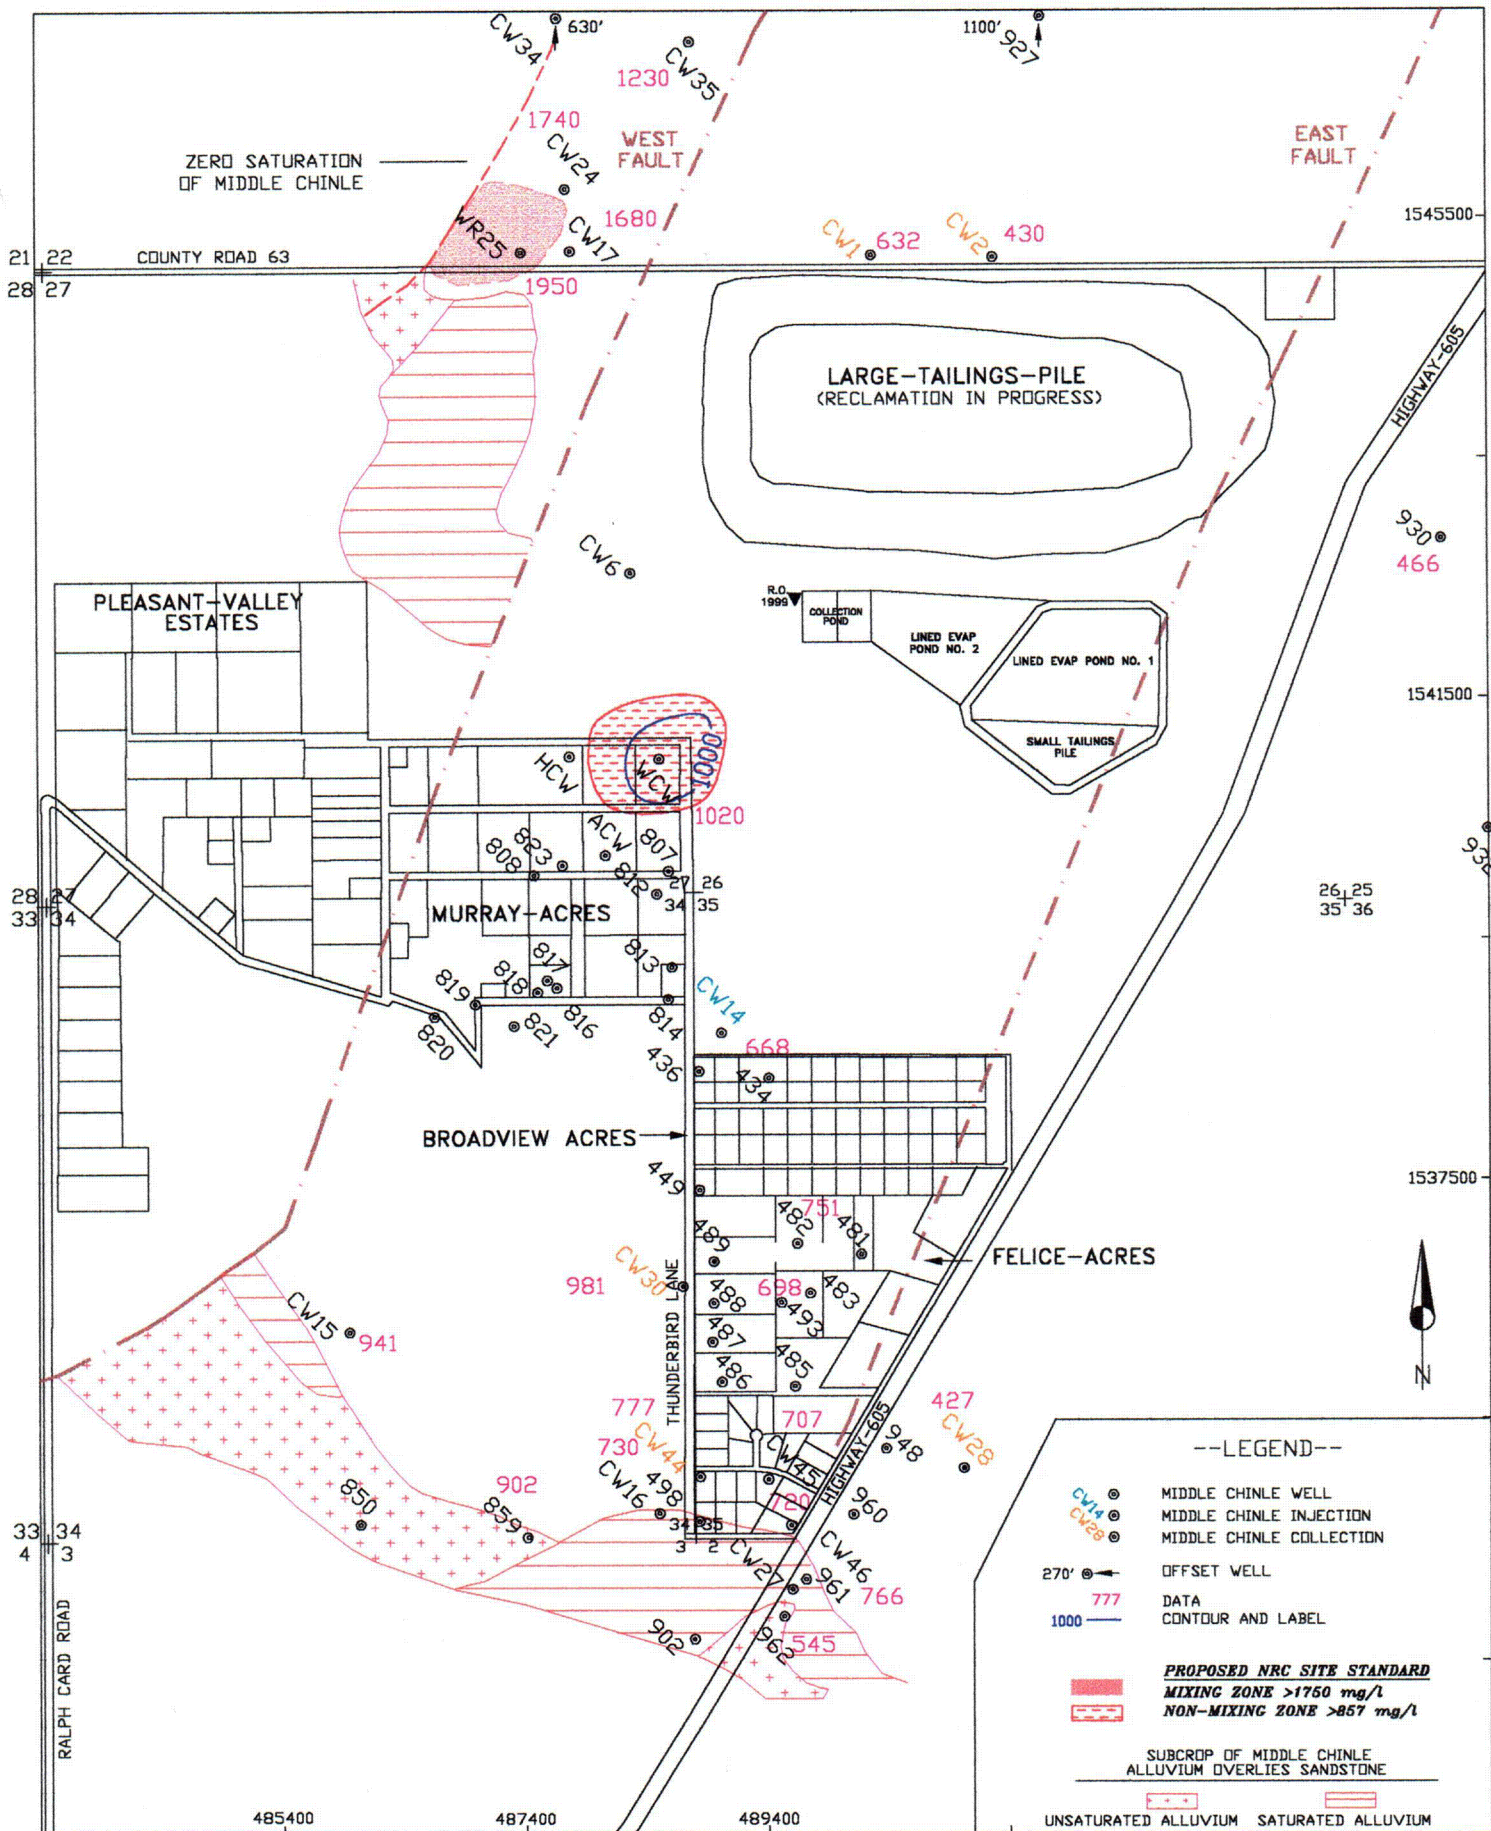 CW34
630'
CW35
1100'
927
1230
1740
WEST
FAULT
EAST
FAULT
ZERO SATURATION
OF MIDDLE CHINLE
CW24
1680
WR25
CW17
CW1
632
CW2
430
1545500
21 22
28 27
COUNTY ROAD 63
1950
LARGE-TAILINGS-PILE
(RECLAMATION IN PROGRESS)
HIGHWAY-605
930
466
CW6
R.O.
1999
COLLECTION
POND
LINED EVAP
POND NO. 2
LINED EVAP POND NO. 1
SMALL TAILINGS
PILE
PLEASANT-VALLEY
ESTATES
1541500
HCW
WCW
1000
1020
ACW
807
823
808
812
932
28 27
33 34
27 26
34 35
26 25
35 36
MURRAY-ACRES
813
817
818
819
816
821
820
814
CW14
668
436
434
BROADVIEW ACRES
449
1537500
751
482
481
489
FELICE-ACRES
CW30
981
THUNDERBIRD LANE
488
698
493
483
487
485
486
CW15
941
777
707
427
730
CW44
CW45
HIGHWAY-605
948
CW28
902
850
859
CW16
498
720
960
33 34
4 3
34 35
3 2
CW27
CW46
961
766
902
962
545
RALPH CARD ROAD
485400
487400
489400
N
--LEGEND--
MIDDLE CHINLE WELL
CW14
MIDDLE CHINLE INJECTION
CW28
MIDDLE CHINLE COLLECTION
270'
OFFSET WELL
777
DATA
1000
CONTOUR AND LABEL
PROPOSED NRC SITE STANDARD
MIXING ZONE >1750 mg/l
NON-MIXING ZONE >857 mg/l
SUBCROP OF MIDDLE CHINLE
ALLUVIUM OVERLIES SANDSTONE
UNSATURATED ALLUVIUM
SATURATED ALLUVIUM